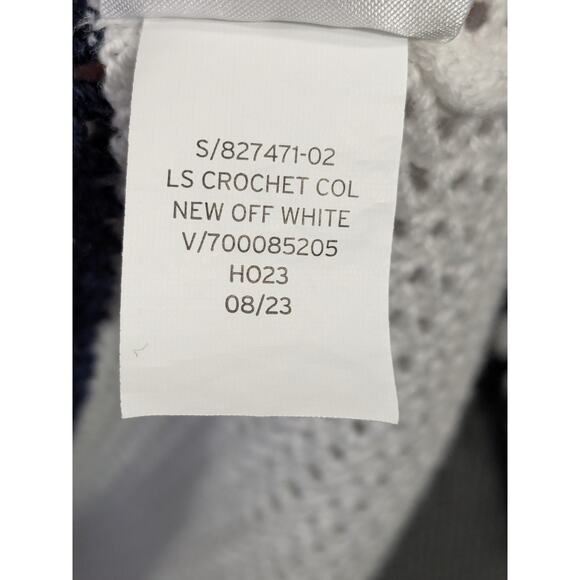 S/827471-02
LS CROCHET COL
NEW OFF WHITE
V/700085205
HO23
08/23